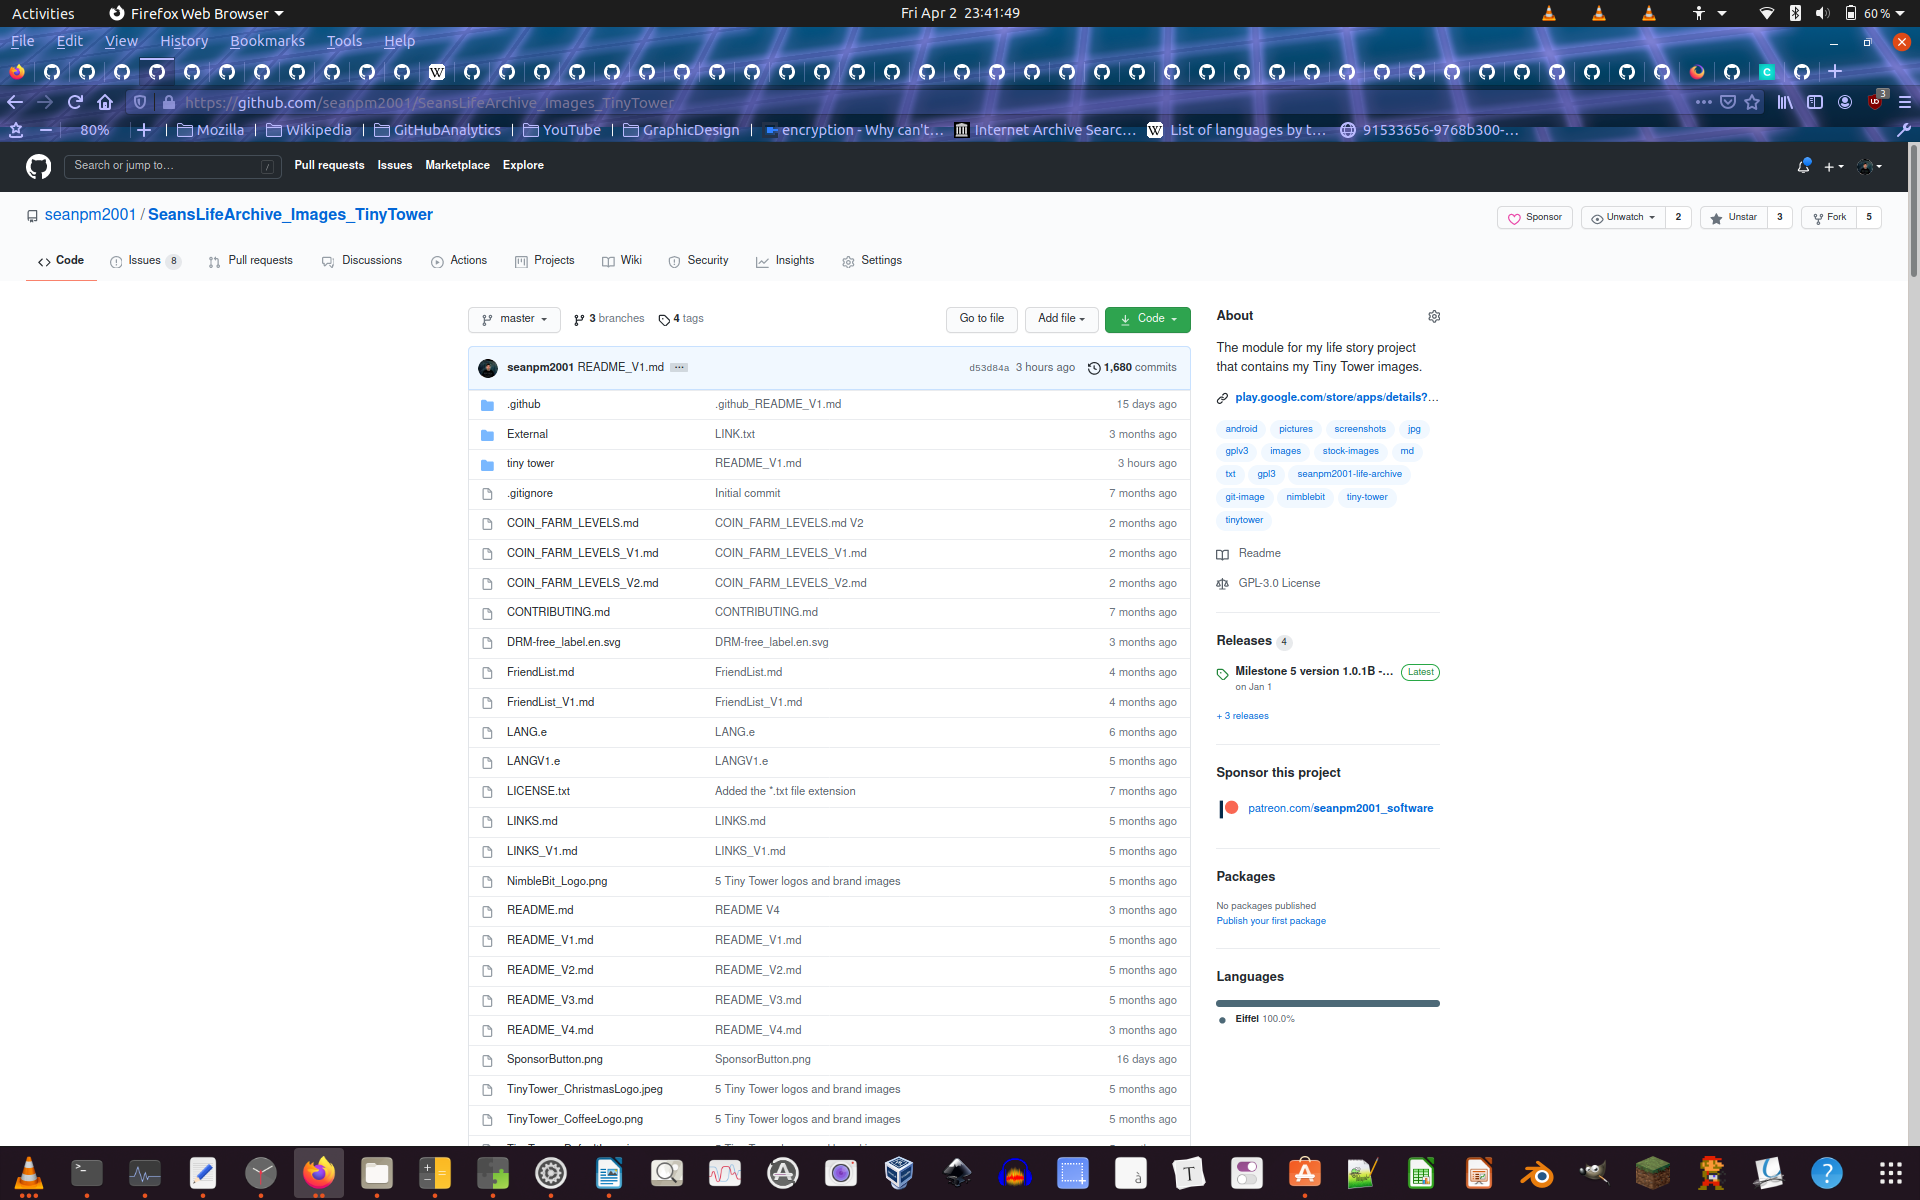 Activities Firefox Web Browser Fri Apr 2 23:41:49 60 %
File Edit View History Bookmarks Tools Help
https://github.com/seanpm2001/SeansLifeArchive_Images_TinyTower 3
80% Mozilla Wikipedia GitHubAnalytics YouTube GraphicDesign encryption - Why can't... Internet Archive Searc... List of languages by t... 91533656-9768b300-...
Search or jump to... / Pull requests Issues Marketplace Explore
seanpm2001 / SeansLifeArchive_Images_TinyTower Sponsor Unwatch 2 Unstar 3 Fork 5
Code Issues 8 Pull requests Discussions Actions Projects Wiki Security Insights Settings
master 3 branches 4 tags Go to file Add file Code
seanpm2001 README_V1.md ... d53d84a 3 hours ago 1,680 commits
.github .github_README_V1.md 15 days ago
External LINK.txt 3 months ago
tiny tower README_V1.md 3 hours ago
.gitignore Initial commit 7 months ago
COIN_FARM_LEVELS.md COIN_FARM_LEVELS.md V2 2 months ago
COIN_FARM_LEVELS_V1.md COIN_FARM_LEVELS_V1.md 2 months ago
COIN_FARM_LEVELS_V2.md COIN_FARM_LEVELS_V2.md 2 months ago
CONTRIBUTING.md CONTRIBUTING.md 7 months ago
DRM-free_label.en.svg DRM-free_label.en.svg 3 months ago
FriendList.md FriendList.md 4 months ago
FriendList_V1.md FriendList_V1.md 4 months ago
LANG.e LANG.e 6 months ago
LANGV1.e LANGV1.e 5 months ago
LICENSE.txt Added the *.txt file extension 7 months ago
LINKS.md LINKS.md 5 months ago
LINKS_V1.md LINKS_V1.md 5 months ago
NimbleBit_Logo.png 5 Tiny Tower logos and brand images 5 months ago
README.md README V4 3 months ago
README_V1.md README_V1.md 5 months ago
README_V2.md README_V2.md 5 months ago
README_V3.md README_V3.md 5 months ago
README_V4.md README_V4.md 3 months ago
SponsorButton.png SponsorButton.png 16 days ago
TinyTower_ChristmasLogo.jpeg 5 Tiny Tower logos and brand images 5 months ago
TinyTower_CoffeeLogo.png 5 Tiny Tower logos and brand images 5 months ago
About
The module for my life story project
that contains my Tiny Tower images.
play.google.com/store/apps/details?...
android pictures screenshots jpg
gplv3 images stock-images md
txt gpl3 seanpm2001-life-archive
git-image nimblebit tiny-tower
tinytower
Readme
GPL-3.0 License
Releases 4
Milestone 5 version 1.0.1B -... Latest
on Jan 1
+ 3 releases
Sponsor this project
patreon.com/seanpm2001_software
Packages
No packages published
Publish your first package
Languages
Eiffel 100.0%